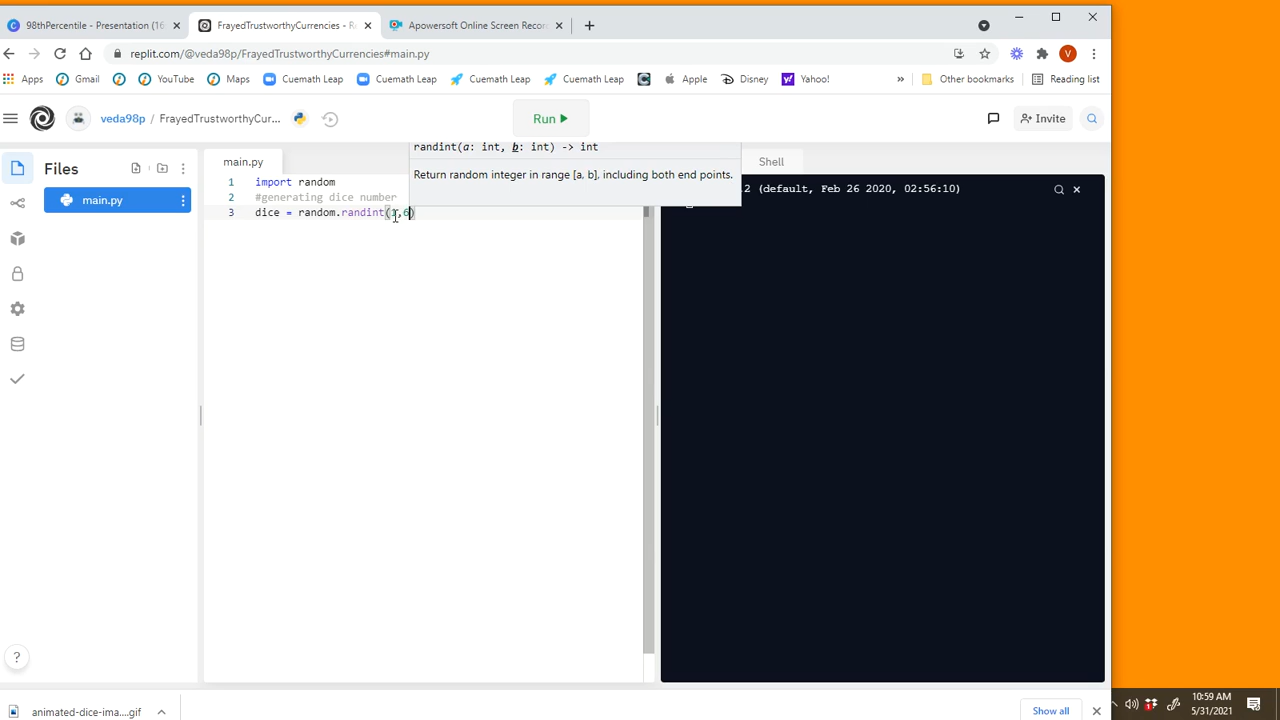 98thPercentile - Presentation (16
FrayedTrustworthyCurrencies - Re
Apowersoft Online Screen Recor
replit.com/@veda98p/FrayedTrustworthyCurrencies#main.py
V
Apps
Gmail
YouTube
Maps
Cuemath Leap
Cuemath Leap
Cuemath Leap
Cuemath Leap
Apple
Disney
Yahoo!
»
Other bookmarks
Reading list
veda98p / FrayedTrustworthyCur...
Run
Invite
Files
main.py
main.py
Shell
randint(a: int, b: int) -> int
Return random integer in range [a, b], including both end points.
1 import random
2 #generating dice number
3 dice = random.randint(1,6)
2 (default, Feb 26 2020, 02:56:10)
?
animated-dice-ima....gif
Show all
10:59 AM
5/31/2021